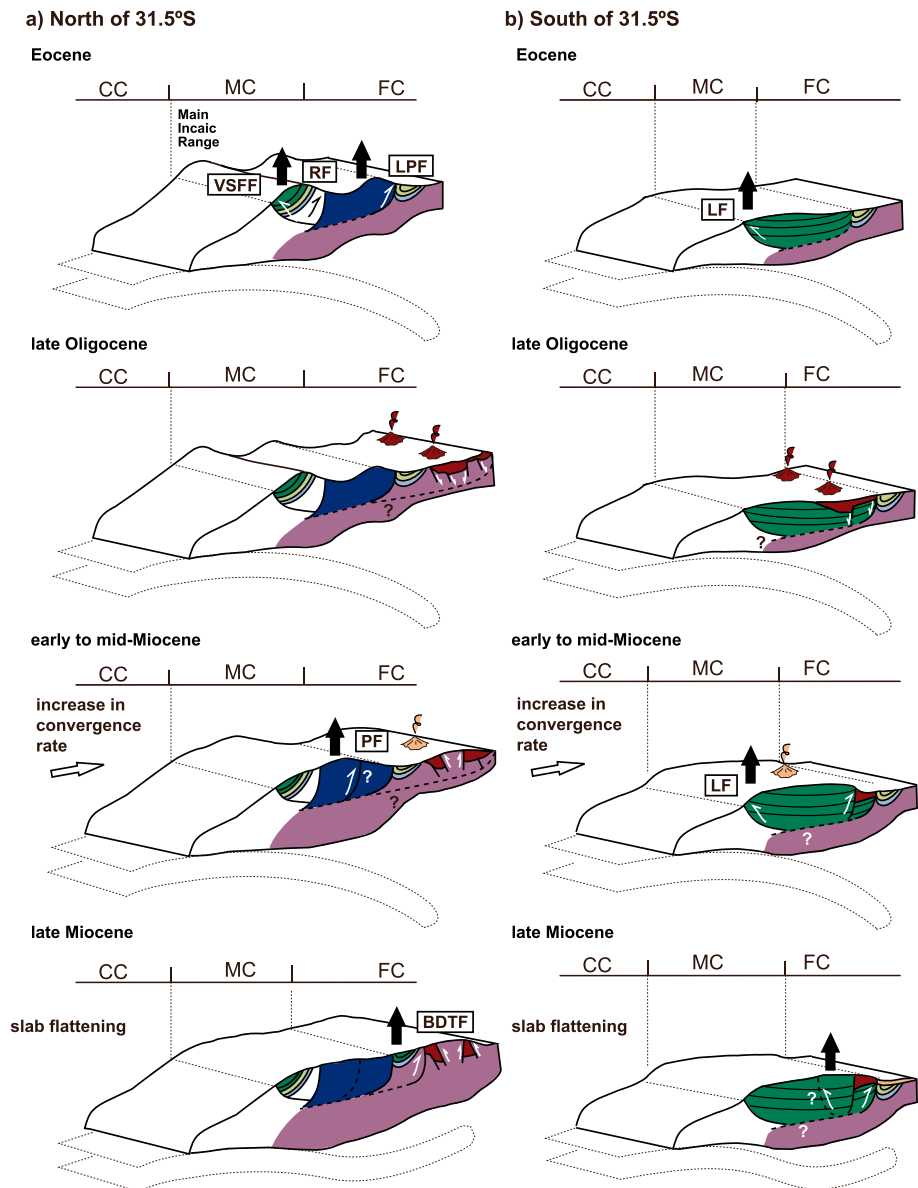 a) North of 31.5ºS
Eocene
CC MC FC
Main
Incaic
Range
VSFF RF LPF
late Oligocene
CC MC FC
?
early to mid-Miocene
CC MC FC
increase in
convergence
rate
PF
?
?
late Miocene
CC MC FC
slab flattening
BDTF
b) South of 31.5ºS
Eocene
CC MC FC
LF
late Oligocene
CC MC FC
?
early to mid-Miocene
CC MC FC
increase in
convergence
rate
LF
?
late Miocene
CC MC FC
slab flattening
?
?